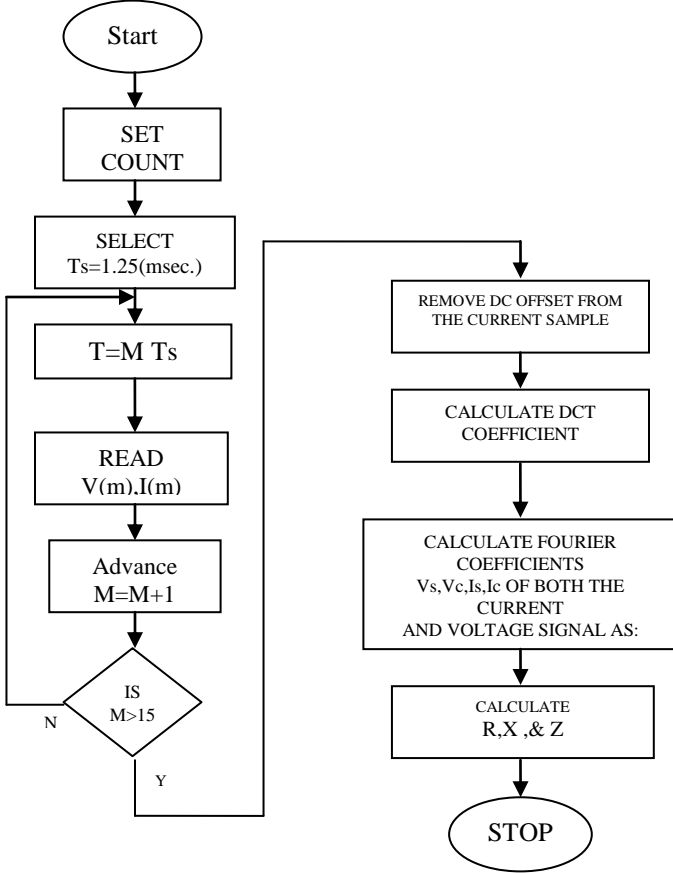 Start
SET
COUNT
SELECT
Ts=1.25(msec.)
T=M Ts
READ
V(m),I(m)
Advance
M=M+1
IS
M>15
N
Y
REMOVE DC OFFSET FROM
THE CURRENT SAMPLE
CALCULATE DCT
COEFFICIENT
CALCULATE FOURIER
COEFFICIENTS
Vs,Vc,Is,Ic OF BOTH THE
CURRENT
AND VOLTAGE SIGNAL AS:
CALCULATE
R,X ,& Z
STOP